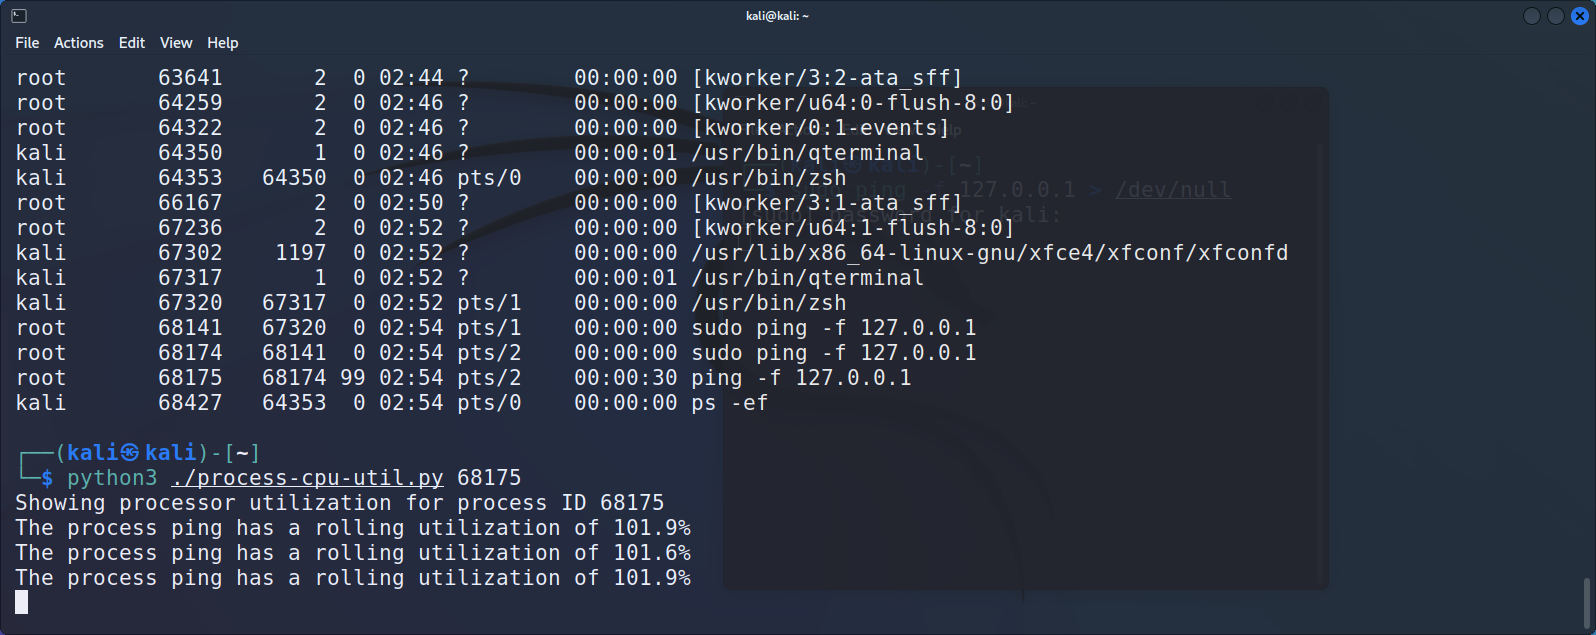 kali@kali: ~
File Actions Edit View Help
root 63641 2 0 02:44 ? 00:00:00 [kworker/3:2-ata_sff]
root 64259 2 0 02:46 ? 00:00:00 [kworker/u64:0-flush-8:0]
root 64322 2 0 02:46 ? 00:00:00 [kworker/0:1-events]
kali 64350 1 0 02:46 ? 00:00:01 /usr/bin/qterminal
kali 64353 64350 0 02:46 pts/0 00:00:00 /usr/bin/zsh
root 66167 2 0 02:50 ? 00:00:00 [kworker/3:1-ata_sff]
root 67236 2 0 02:52 ? 00:00:00 [kworker/u64:1-flush-8:0]
kali 67302 1197 0 02:52 ? 00:00:00 /usr/lib/x86_64-linux-gnu/xfce4/xfconf/xfconfd
kali 67317 1 0 02:52 ? 00:00:01 /usr/bin/qterminal
kali 67320 67317 0 02:52 pts/1 00:00:00 /usr/bin/zsh
root 68141 67320 0 02:54 pts/1 00:00:00 sudo ping -f 127.0.0.1
root 68174 68141 0 02:54 pts/2 00:00:00 sudo ping -f 127.0.0.1
root 68175 68174 99 02:54 pts/2 00:00:30 ping -f 127.0.0.1
kali 68427 64353 0 02:54 pts/0 00:00:00 ps -ef
┌──(kali㉿kali)-[~]
└─$ python3 ./process-cpu-util.py 68175
Showing processor utilization for process ID 68175
The process ping has a rolling utilization of 101.9%
The process ping has a rolling utilization of 101.6%
The process ping has a rolling utilization of 101.9%
kali)-[~]
ping -f 127.0.0.1 > /dev/null
[sudo] password for kali: